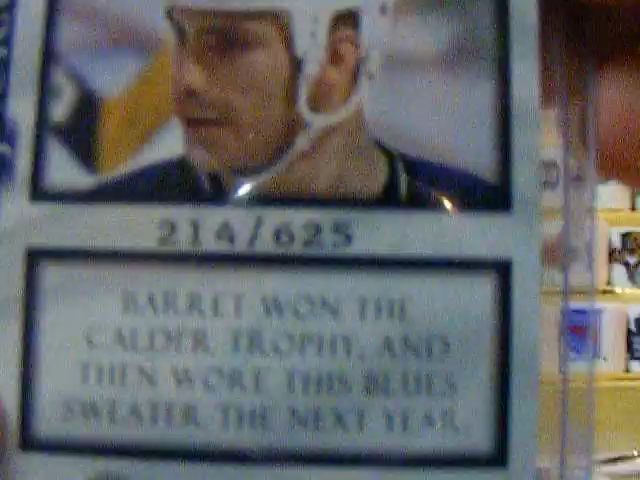 214/625
BARRET WON THE
CALDER TROPHY, AND
THEN WORE THIS BLUES
SWEATER THE NEXT YEAR.